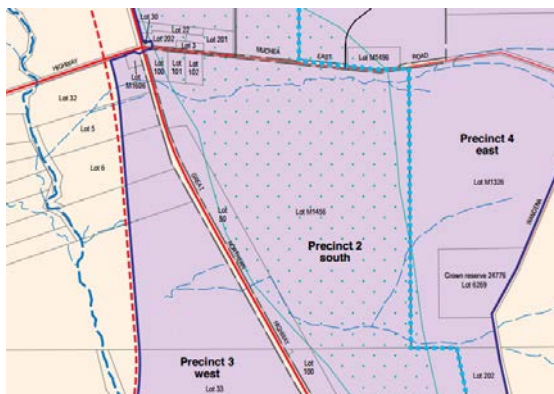 Lot 30
Lot 22
Lot 202
Lot 201
Lot 3
MUCHEA
EAST
Lot M5496
ROAD
HIGHWAY
Lot
M1606
Lot
100
Lot
101
Lot
102
Lot 32
Lot 5
Lot 6
Precinct 4
east
Lot M1326
GREAT
Lot
50
Lot M1456
WANDENA
Precinct 2
south
NORTHERN
Crown reserve 24776
Lot 6269
HIGHWAY
Precinct 3
west
Lot
100
Lot 33
Lot 202